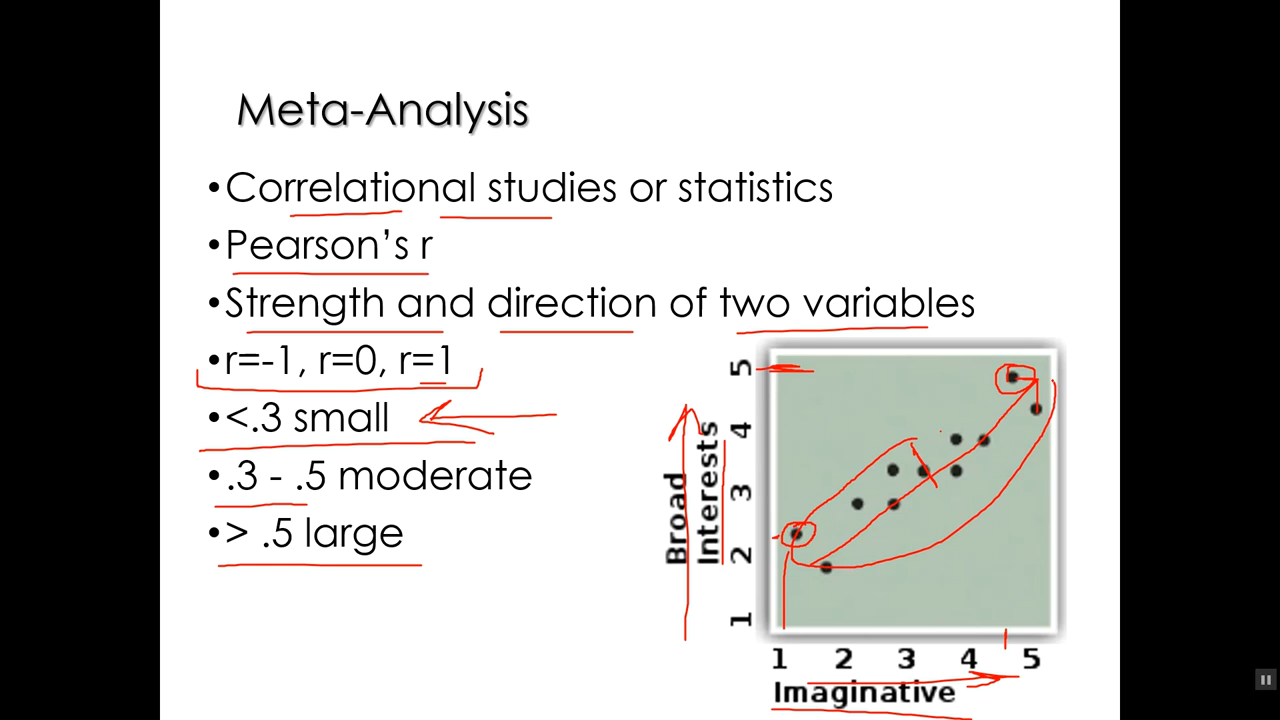 Meta-Analysis
•Correlational studies or statistics
•Pearson’s r
•Strength and direction of two variables
•r=-1, r=0, r=1
•<.3 small
•.3 - .5 moderate
•> .5 large
Broad
Interests
5
4
3
2
1
1 2 3 4 5
Imaginative